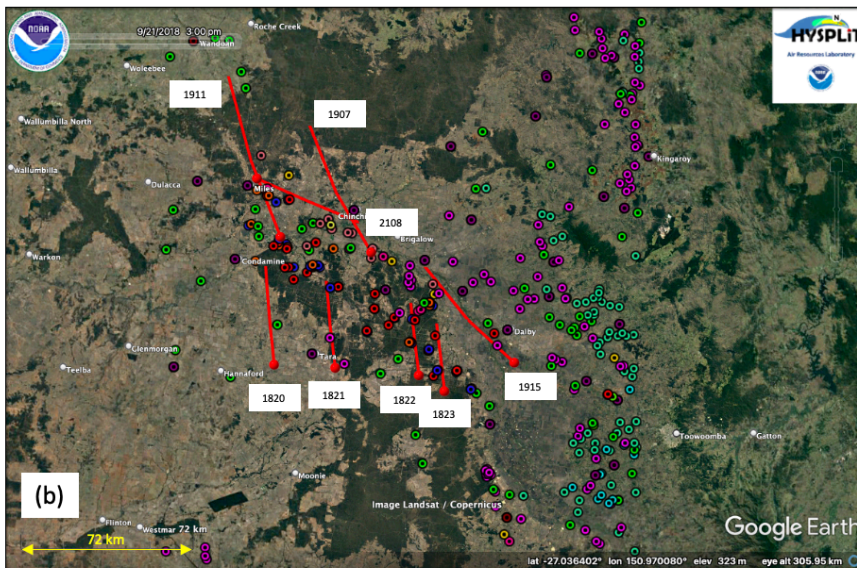 NOAA
9/21/2018 3:00 pm
Roche Creek
Wandoan
Woleebee
HYSPLIT
Air Resources Laboratory
NOAA
1911
1907
Wallumbilla North
Wallumbilla
Kingaroy
Dulacca
Miles
Chinchi
2108
Brigalow
Warkon
Condamine
Glenmorgan
Teelba
Tara
Dalby
Hannaford
1820
1821
1822
1823
1915
Toowoomba
Gatton
Moonie
(b)
Image Landsat / Copernicus
Flinton
Westmar
72 km
72 km
Google Earth
lat -27.036402° lon 150.970080° elev 323 m eye alt 305.95 km